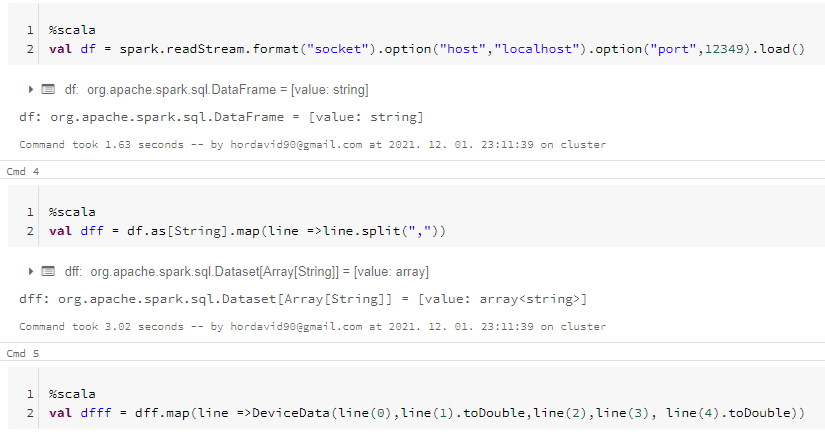 1 %scala
2 val df = spark.readStream.format("socket").option("host","localhost").option("port",12349).load()
df: org.apache.spark.sql.DataFrame = [value: string]
df: org.apache.spark.sql.DataFrame = [value: string]
Command took 1.63 seconds -- by hordavid90@gmail.com at 2021. 12. 01. 23:11:39 on cluster
Cmd 4
1 %scala
2 val dff = df.as[String].map(line =>line.split(","))
dff: org.apache.spark.sql.Dataset[Array[String]] = [value: array]
dff: org.apache.spark.sql.Dataset[Array[String]] = [value: array<string>]
Command took 3.02 seconds -- by hordavid90@gmail.com at 2021. 12. 01. 23:11:39 on cluster
Cmd 5
1 %scala
2 val dfff = dff.map(line =>DeviceData(line(0),line(1).toDouble,line(2),line(3), line(4).toDouble))